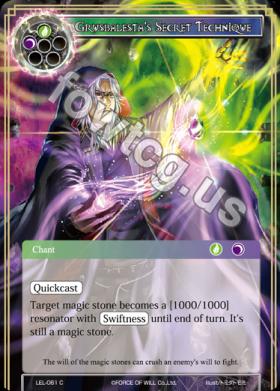 Grusbalesta's Secret Technique
fowtcg.us
Chant
Quickcast
Target magic stone becomes a [1000/1000]
resonator with Swiftness until end of turn. It's
still a magic stone.
The will of the magic stones can crush an enemy's will to fight.
LEL-061 C
©FORCE OF WILL Co.,Ltd.